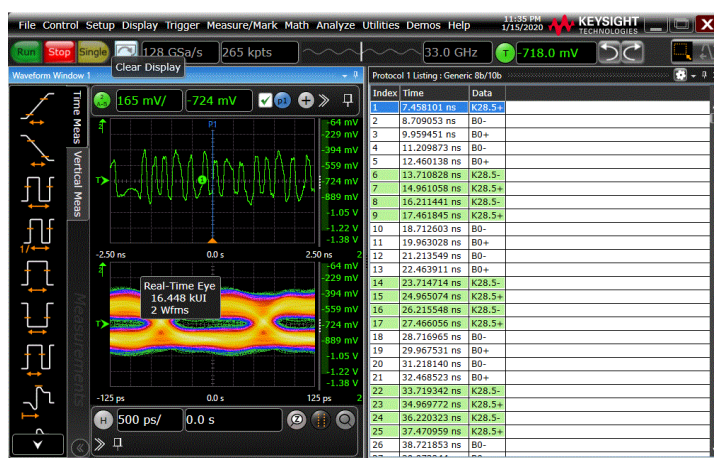 File Control Setup Display Trigger Measure/Mark Math Analyze Utilities Demos Help
11:35 PM
1/15/2020
KEYSIGHT
TECHNOLOGIES
Run Stop Single 128 GSa/s 265 kpts 33.0 GHz T -718.0 mV
Clear Display
Waveform Window 1
Protocol 1 Listing : Generic 8b/10b
Time Meas
Vertical Meas
Measurements
165 mV/ -724 mV P1
P1
-64 mV
-229 mV
-394 mV
-559 mV
-724 mV
-889 mV
-1.05 V
-1.22 V
-1.38 V
T
1
-2.50 ns 0.0 s 2.50 ns 2
-64 mV
-229 mV
-394 mV
-559 mV
-724 mV
-889 mV
-1.05 V
-1.22 V
-1.38 V
Real-Time Eye
16.448 kUI
2 Wfms
T
-125 ps 0.0 s 125 ps 2
H 500 ps/ 0.0 s
1/
Index Time Data
1 7.458101 ns K28.5+
2 8.709053 ns B0-
3 9.959451 ns B0+
4 11.209873 ns B0-
5 12.460138 ns B0+
6 13.710828 ns K28.5-
7 14.961058 ns K28.5+
8 16.211441 ns K28.5-
9 17.461845 ns K28.5+
10 18.712603 ns B0-
11 19.963028 ns B0+
12 21.213549 ns B0-
13 22.463911 ns B0+
14 23.714714 ns K28.5-
15 24.965074 ns K28.5+
16 26.215548 ns K28.5-
17 27.466056 ns K28.5+
18 28.716965 ns B0-
19 29.967531 ns B0+
20 31.218140 ns B0-
21 32.468523 ns B0+
22 33.719342 ns K28.5-
23 34.969772 ns K28.5+
24 36.220323 ns K28.5-
25 37.470959 ns K28.5+
26 38.721853 ns B0-